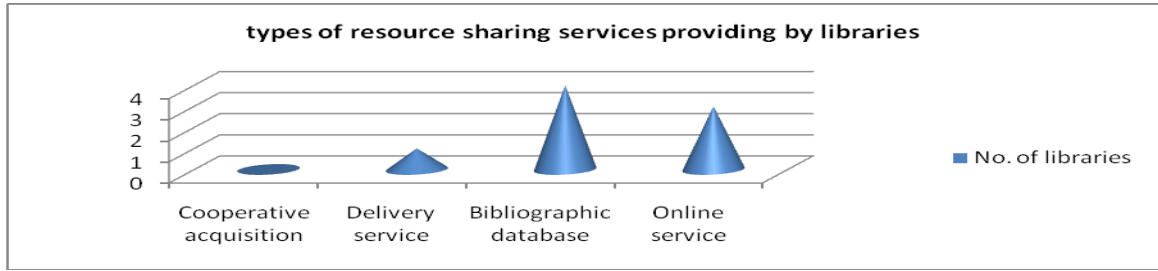 types of resource sharing services providing by libraries
4
3
2
1
0
Cooperative acquisition
Delivery service
Bibliographic database
Online service
No. of libraries